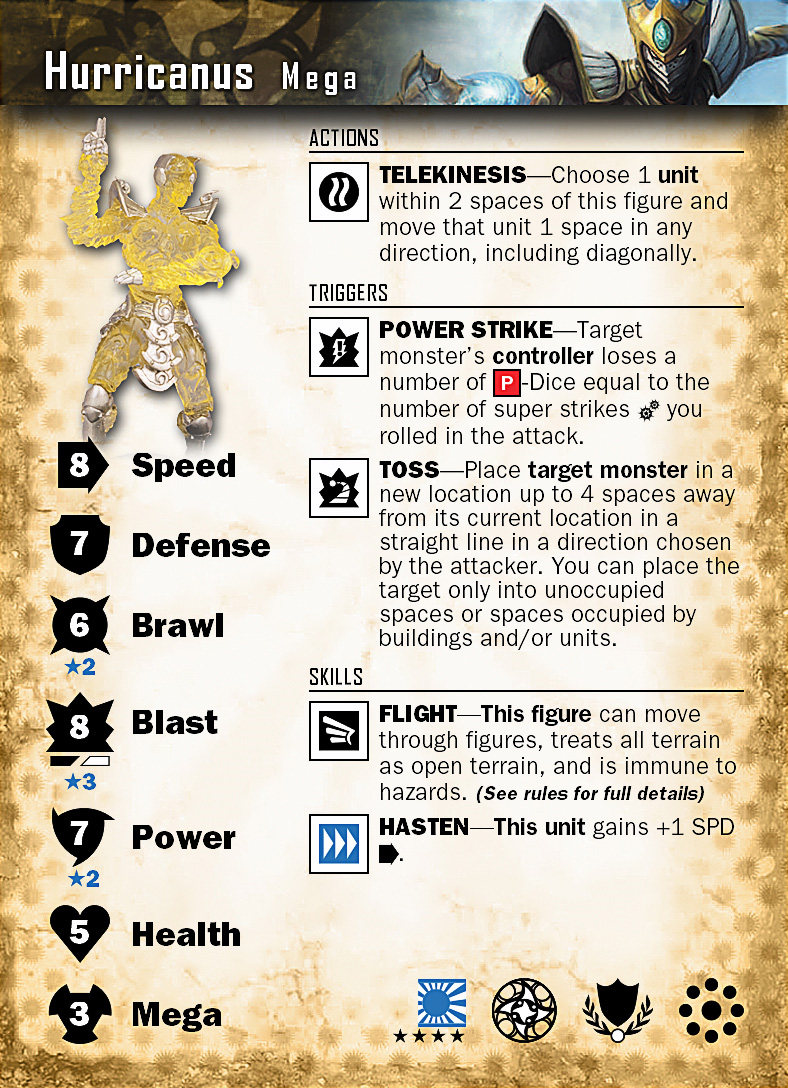 Hurricanus Mega
ACTIONS
TELEKINESIS—Choose 1 unit
within 2 spaces of this figure and
move that unit 1 space in any
direction, including diagonally.
TRIGGERS
POWER STRIKE—Target
monster's controller loses a
number of P-Dice equal to the
number of super strikes you
rolled in the attack.
TOSS—Place target monster in a
new location up to 4 spaces away
from its current location in a
straight line in a direction chosen
by the attacker. You can place the
target only into unoccupied
spaces or spaces occupied by
buildings and/or units.
SKILLS
FLIGHT—This figure can move
through figures, treats all terrain
as open terrain, and is immune to
hazards. (See rules for full details)
HASTEN—This unit gains +1 SPD
.
8 Speed
7 Defense
6 Brawl
★2
8 Blast
★3
7 Power
★2
5 Health
3 Mega
★★★★